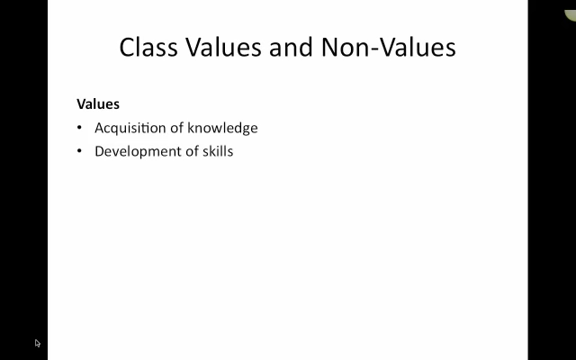 Class Values and Non-Values
Values
• Acquisition of knowledge
• Development of skills